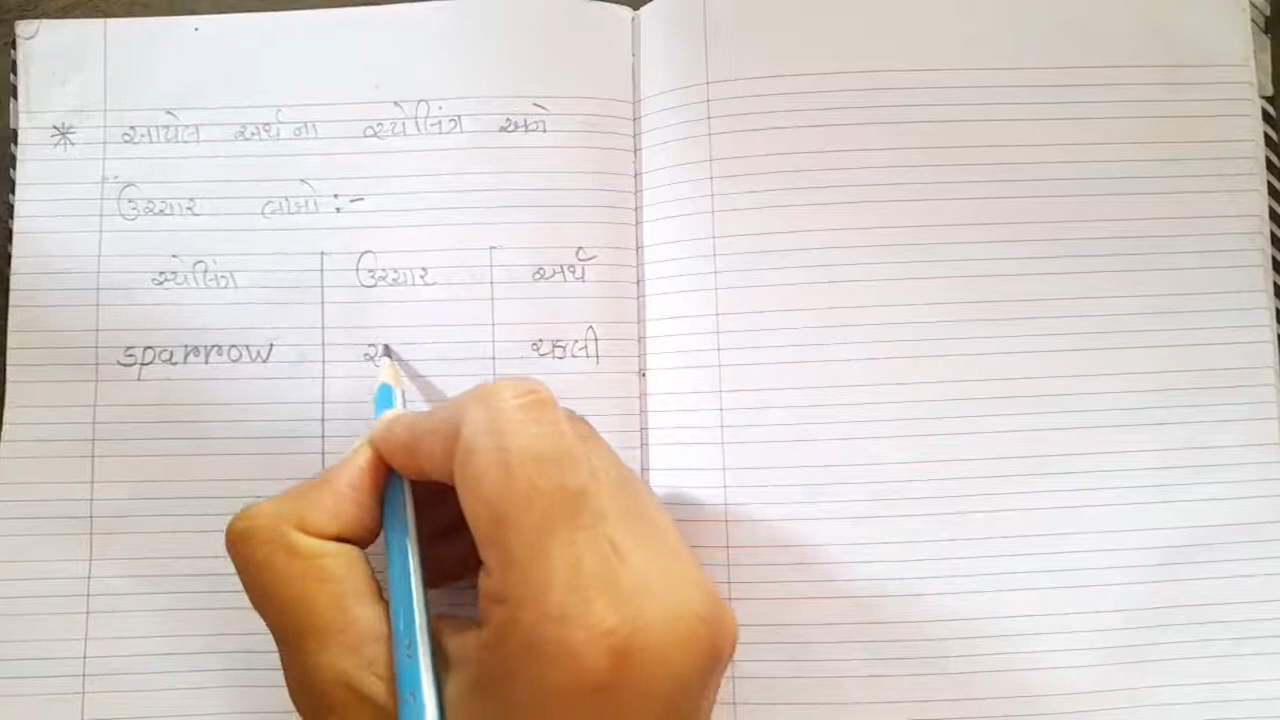 * આપેલ અર્થના સ્પેલિંગ અને
ઉચ્ચાર લખો :-
સ્પેલિંગ ઉચ્ચાર અર્થ
sparrow ચકલી